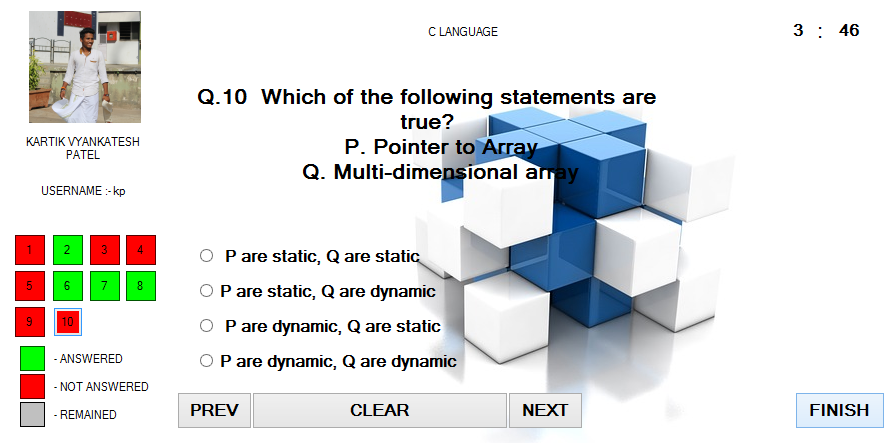 C LANGUAGE
3 : 46
KARTIK VYANKATESH
PATEL
USERNAME :- kp
Q.10 Which of the following statements are
true?
P. Pointer to Array
Q. Multi-dimensional array
1 2 3 4
5 6 7 8
9 10
P are static, Q are static
P are static, Q are dynamic
P are dynamic, Q are static
P are dynamic, Q are dynamic
- ANSWERED
- NOT ANSWERED
- REMAINED
PREV CLEAR NEXT FINISH